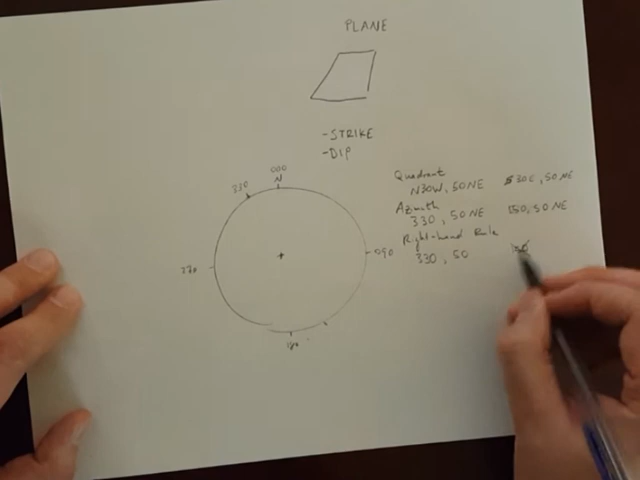 PLANE
-STRIKE
-DIP
000
N
330
090
270
180
Quadrant
N30W, 50NE S30E, 50NE
Azimuth
330, 50NE 150, 50NE
Right-hand Rule
330, 50